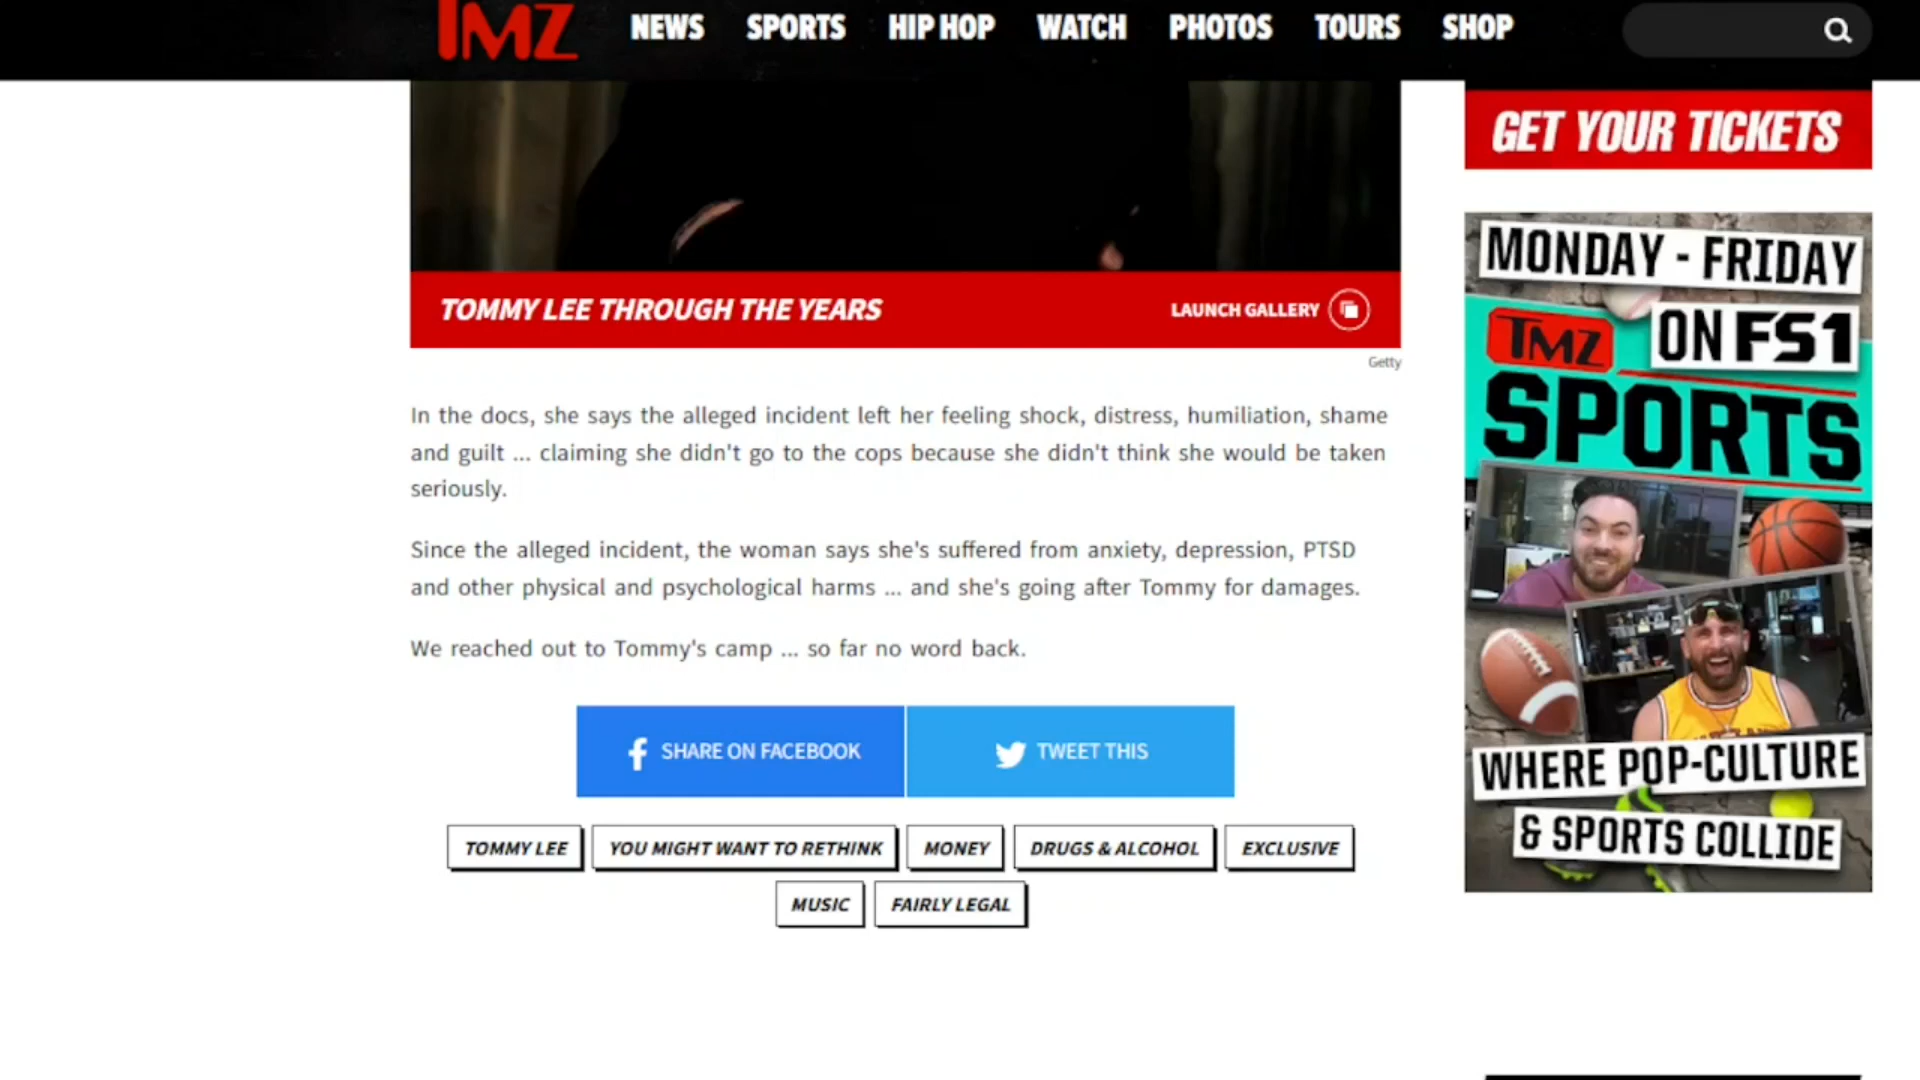 TMZ
NEWS SPORTS HIP HOP WATCH PHOTOS TOURS SHOP
GET YOUR TICKETS
TOMMY LEE THROUGH THE YEARS
LAUNCH GALLERY
Getty
In the docs, she says the alleged incident left her feeling shock, distress, humiliation, shame
and guilt ... claiming she didn't go to the cops because she didn't think she would be taken
seriously.
Since the alleged incident, the woman says she's suffered from anxiety, depression, PTSD
and other physical and psychological harms ... and she's going after Tommy for damages.
We reached out to Tommy's camp ... so far no word back.
SHARE ON FACEBOOK
TWEET THIS
TOMMY LEE
YOU MIGHT WANT TO RETHINK
MONEY
DRUGS & ALCOHOL
EXCLUSIVE
MUSIC
FAIRLY LEGAL
MONDAY - FRIDAY
ON FS1
TMZ
SPORTS
WHERE POP-CULTURE
& SPORTS COLLIDE